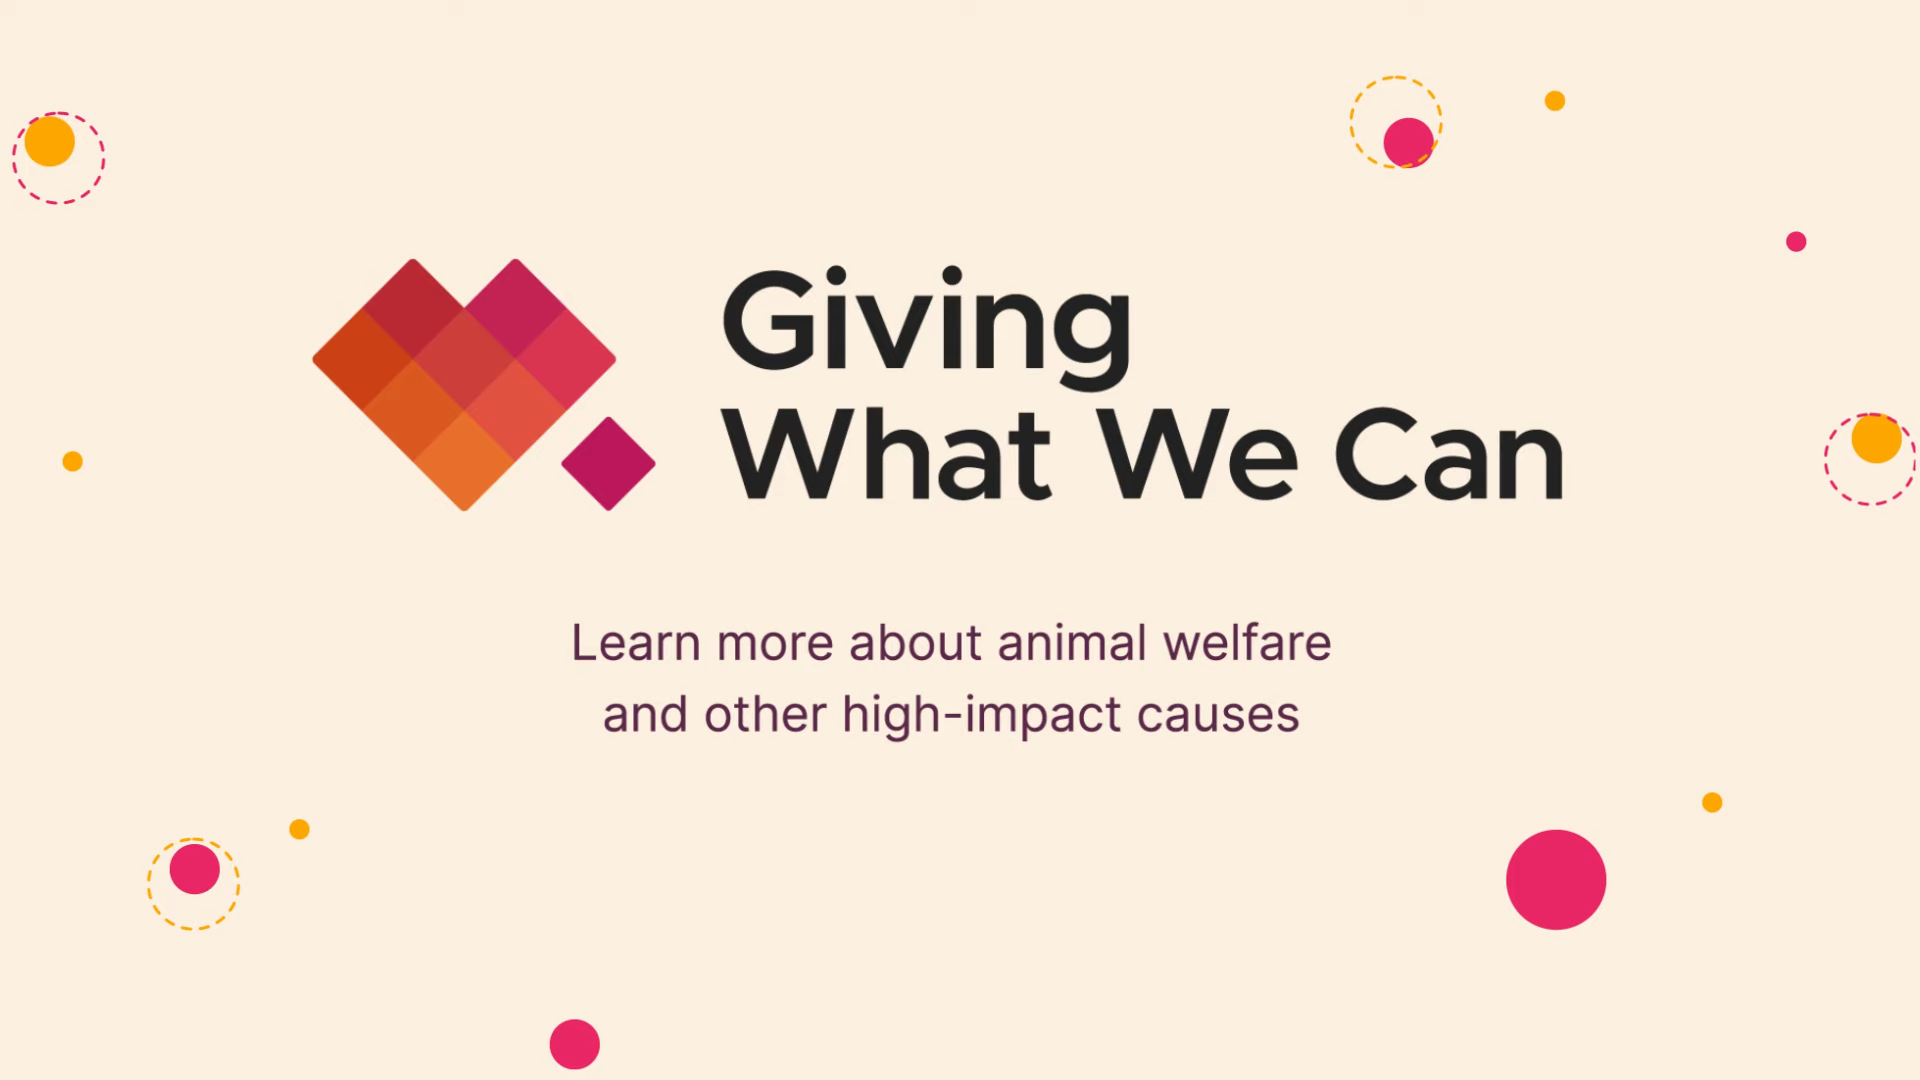 Giving
What We Can
Learn more about animal welfare
and other high-impact causes